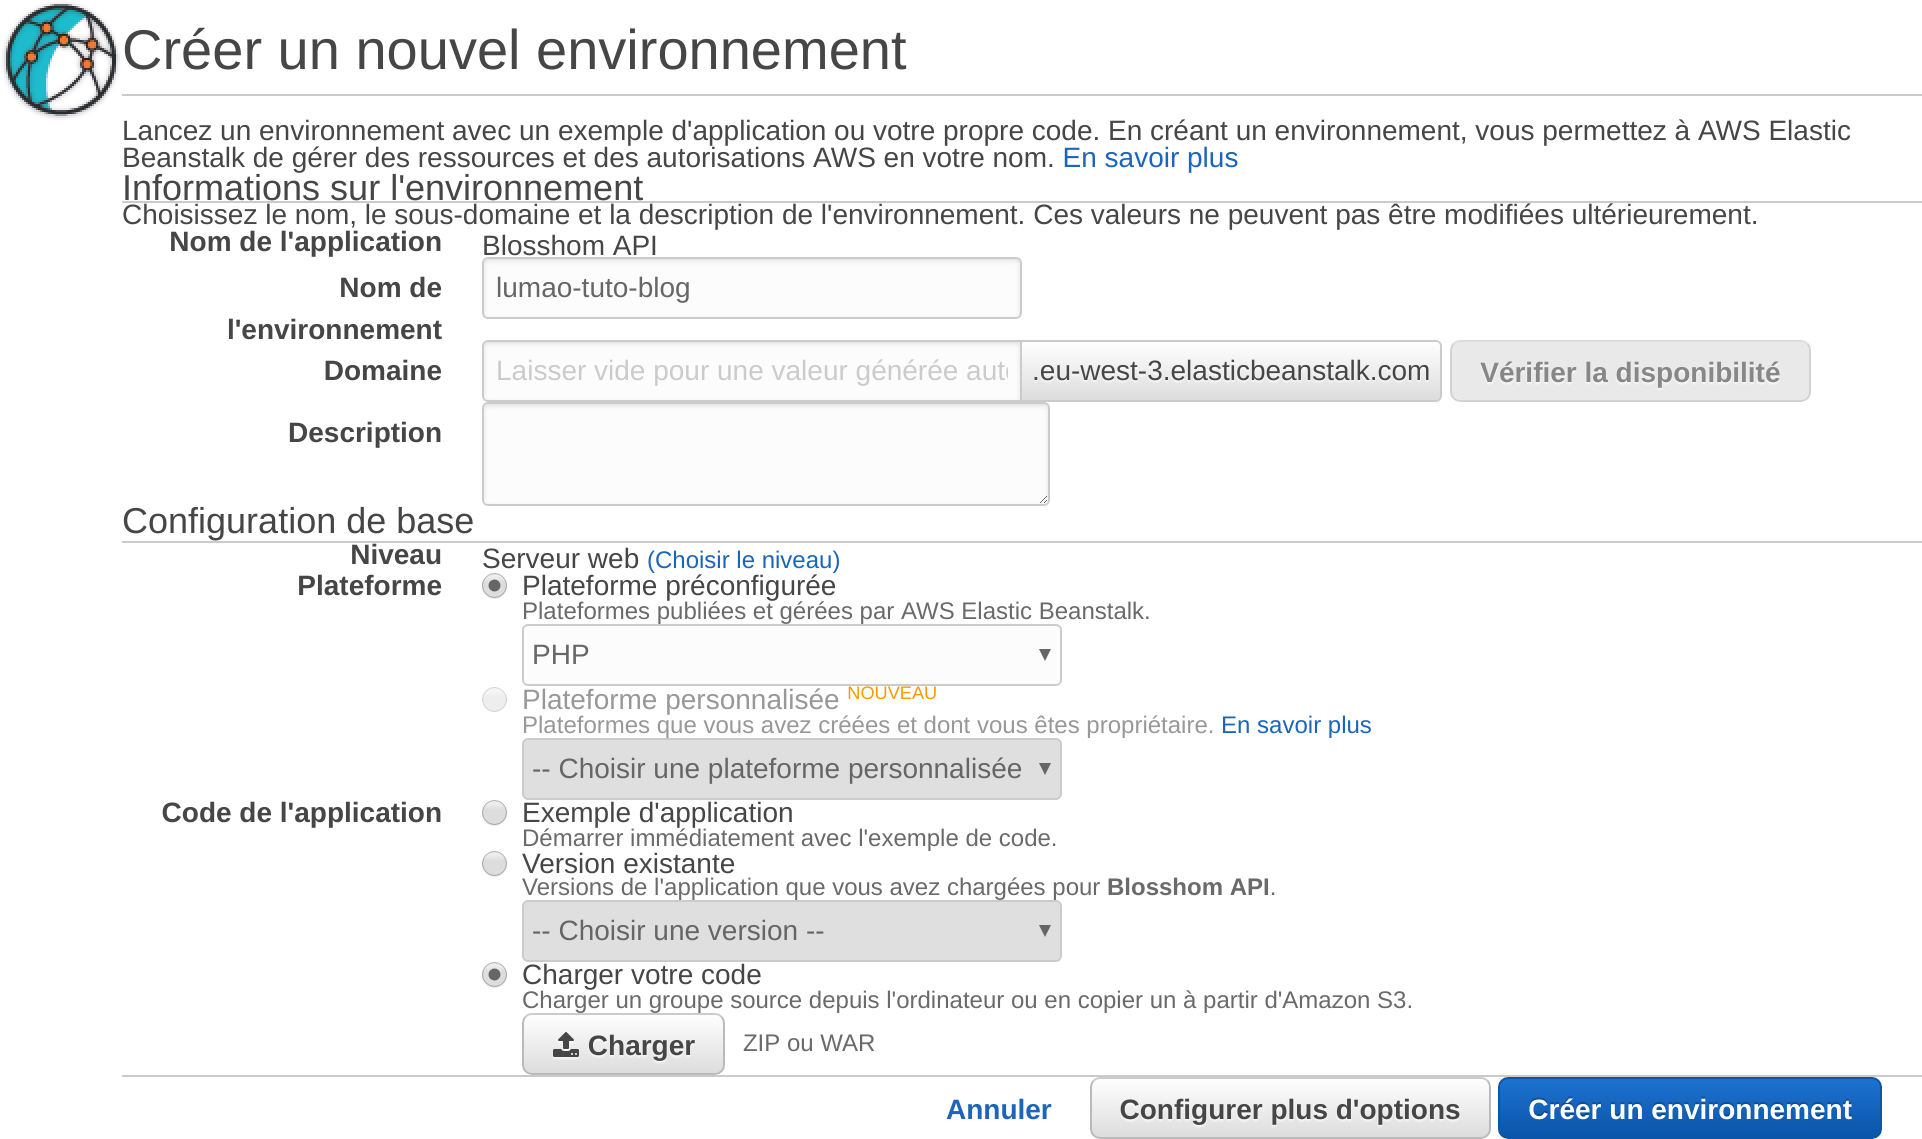 Créer un nouvel environnement
Lancez un environnement avec un exemple d'application ou votre propre code. En créant un environnement, vous permettez à AWS Elastic
Beanstalk de gérer des ressources et des autorisations AWS en votre nom. En savoir plus
Informations sur l'environnement
Choisissez le nom, le sous-domaine et la description de l'environnement. Ces valeurs ne peuvent pas être modifiées ultérieurement.
Nom de l'application Blosshom API
Nom de l'environnement lumao-tuto-blog
Domaine Laisser vide pour une valeur générée auto .eu-west-3.elasticbeanstalk.com Vérifier la disponibilité
Description
Configuration de base
Niveau Serveur web (Choisir le niveau)
Plateforme Plateforme préconfigurée
Plateformes publiées et gérées par AWS Elastic Beanstalk.
PHP
Plateforme personnalisée NOUVEAU
Plateformes que vous avez créées et dont vous êtes propriétaire. En savoir plus
-- Choisir une plateforme personnalisée
Code de l'application Exemple d'application
Démarrer immédiatement avec l'exemple de code.
Version existante
Versions de l'application que vous avez chargées pour Blosshom API.
-- Choisir une version --
Charger votre code
Charger un groupe source depuis l'ordinateur ou en copier un à partir d'Amazon S3.
Charger ZIP ou WAR
Annuler Configurer plus d'options Créer un environnement